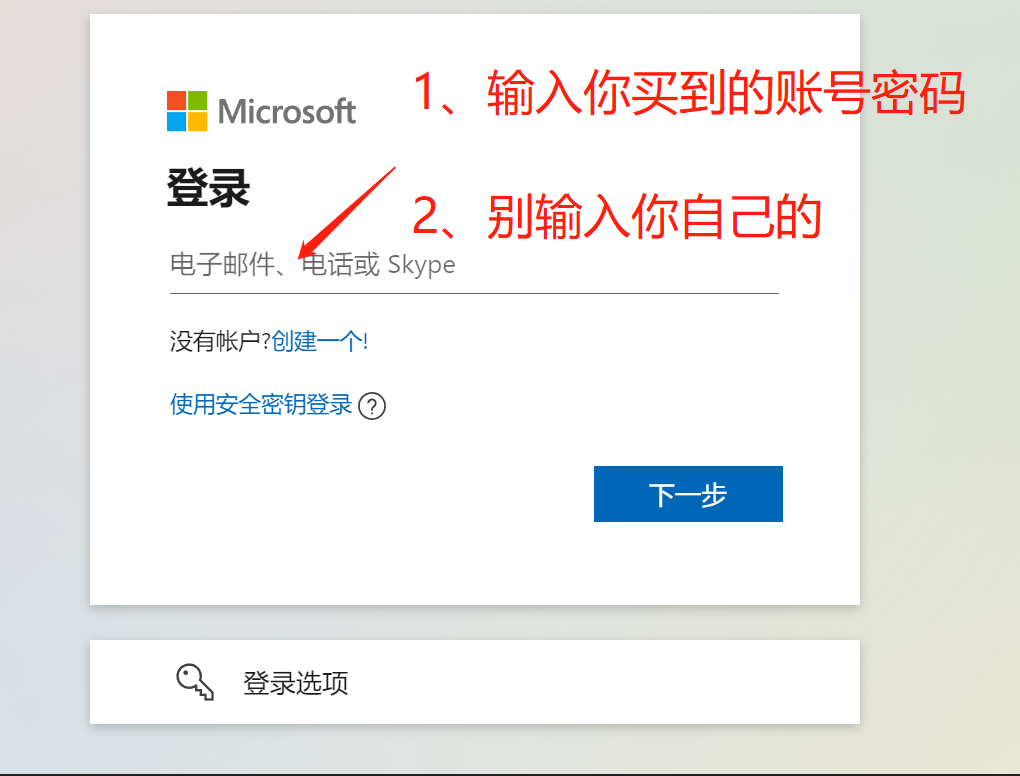 1、输入你买到的账号密码
Microsoft
登录
2、别输入你自己的
电子邮件、电话或 Skype
没有帐户?创建一个!
使用安全密钥登录 ?
下一步
登录选项